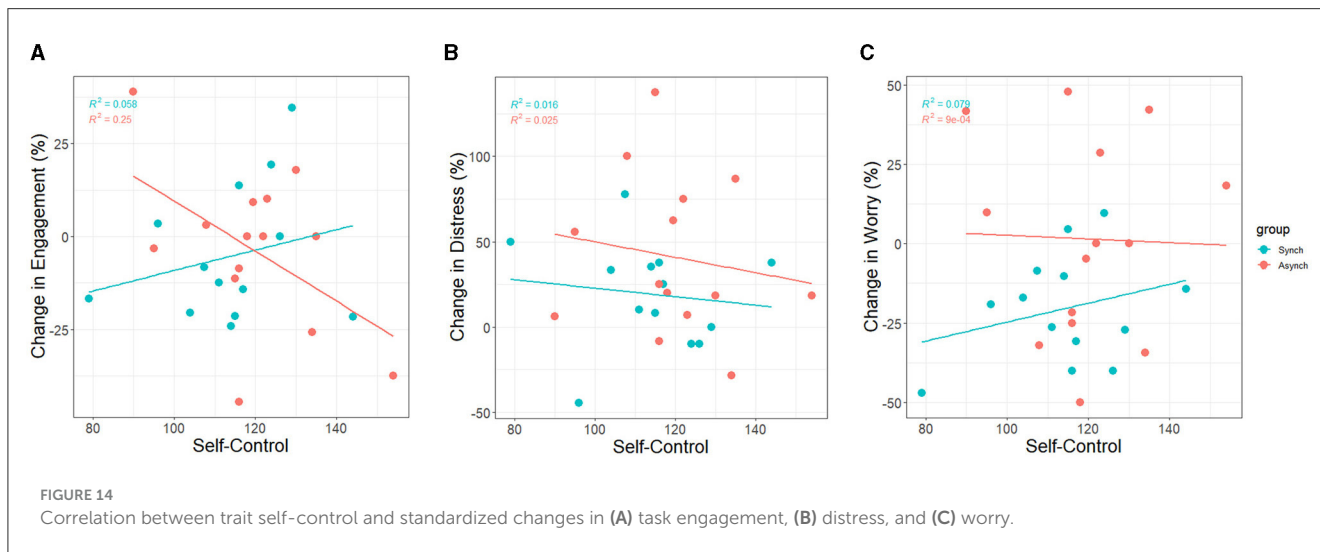 A
B
C
R² = 0.058
R² = 0.25
R² = 0.016
R² = 0.025
R² = 0.079
R² = 9e-04
Change in Engagement (%)
25
0
-25
80
100
120
140
Self-Control
Change in Distress (%)
100
50
0
-50
80
100
120
140
Self-Control
Change in Worry (%)
50
25
0
-25
-50
80
100
120
140
Self-Control
group
Synch
Asynch
FIGURE 14
Correlation between trait self-control and standardized changes in (A) task engagement, (B) distress, and (C) worry.